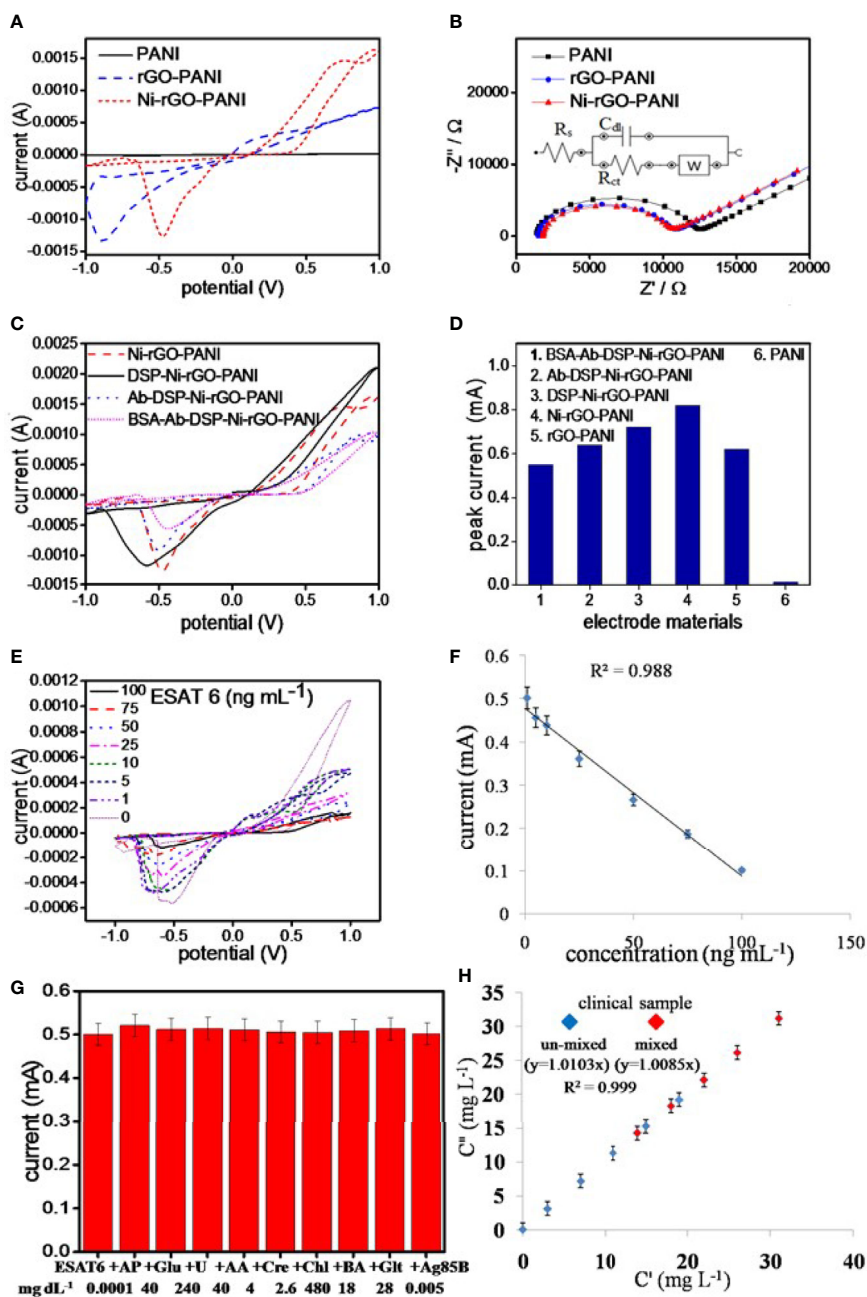 A
0.0015
0.0010
0.0005
0.0000
-0.0005
-0.0010
-0.0015
current (A)
PANI
rGO-PANI
Ni-rGO-PANI
-1.0 -0.5 0.0 0.5 1.0
potential (V)
B
20000
10000
0
-Z" / Ω
PANI
rGO-PANI
Ni-rGO-PANI
Rs
Cdl
Rct
W
0 5000 10000 15000 20000
Z' / Ω
C
0.0025
0.0020
0.0015
0.0010
0.0005
0.0000
-0.0005
-0.0010
-0.0015
current (A)
Ni-rGO-PANI
DSP-Ni-rGO-PANI
Ab-DSP-Ni-rGO-PANI
BSA-Ab-DSP-Ni-rGO-PANI
-1.0 -0.5 0.0 0.5 1.0
potential (V)
D
1. BSA-Ab-DSP-Ni-rGO-PANI 6. PANI
2. Ab-DSP-Ni-rGO-PANI
3. DSP-Ni-rGO-PANI
4. Ni-rGO-PANI
5. rGO-PANI
peak current (mA)
0.8
0.6
0.4
0.2
0.0
1 2 3 4 5 6
electrode materials
E
0.0012
0.0010
0.0008
0.0006
0.0004
0.0002
0.0000
-0.0002
-0.0004
-0.0006
current (A)
ESAT 6 (ng mL⁻¹)
100
75
50
25
10
5
1
0
-1.0 -0.5 0.0 0.5 1.0
potential (V)
F
0.6
0.5
0.4
0.3
0.2
0.1
0
current (mA)
R² = 0.988
0 50 100 150
concentration (ng mL⁻¹)
G
0.6
0.5
0.4
0.3
0.2
0.1
0.0
current (mA)
ESAT6 +AP +Glu +U +AA +Cre +Chl +BA +Glt +Ag85B
mg dL⁻¹ 0.0001 40 240 40 4 2.6 480 18 28 0.005
H
35
30
25
20
15
10
5
0
C" (mg L⁻¹)
clinical sample
un-mixed mixed
(y=1.0103x) (y=1.0085x)
R² = 0.999
0 10 20 30 40
C' (mg L⁻¹)